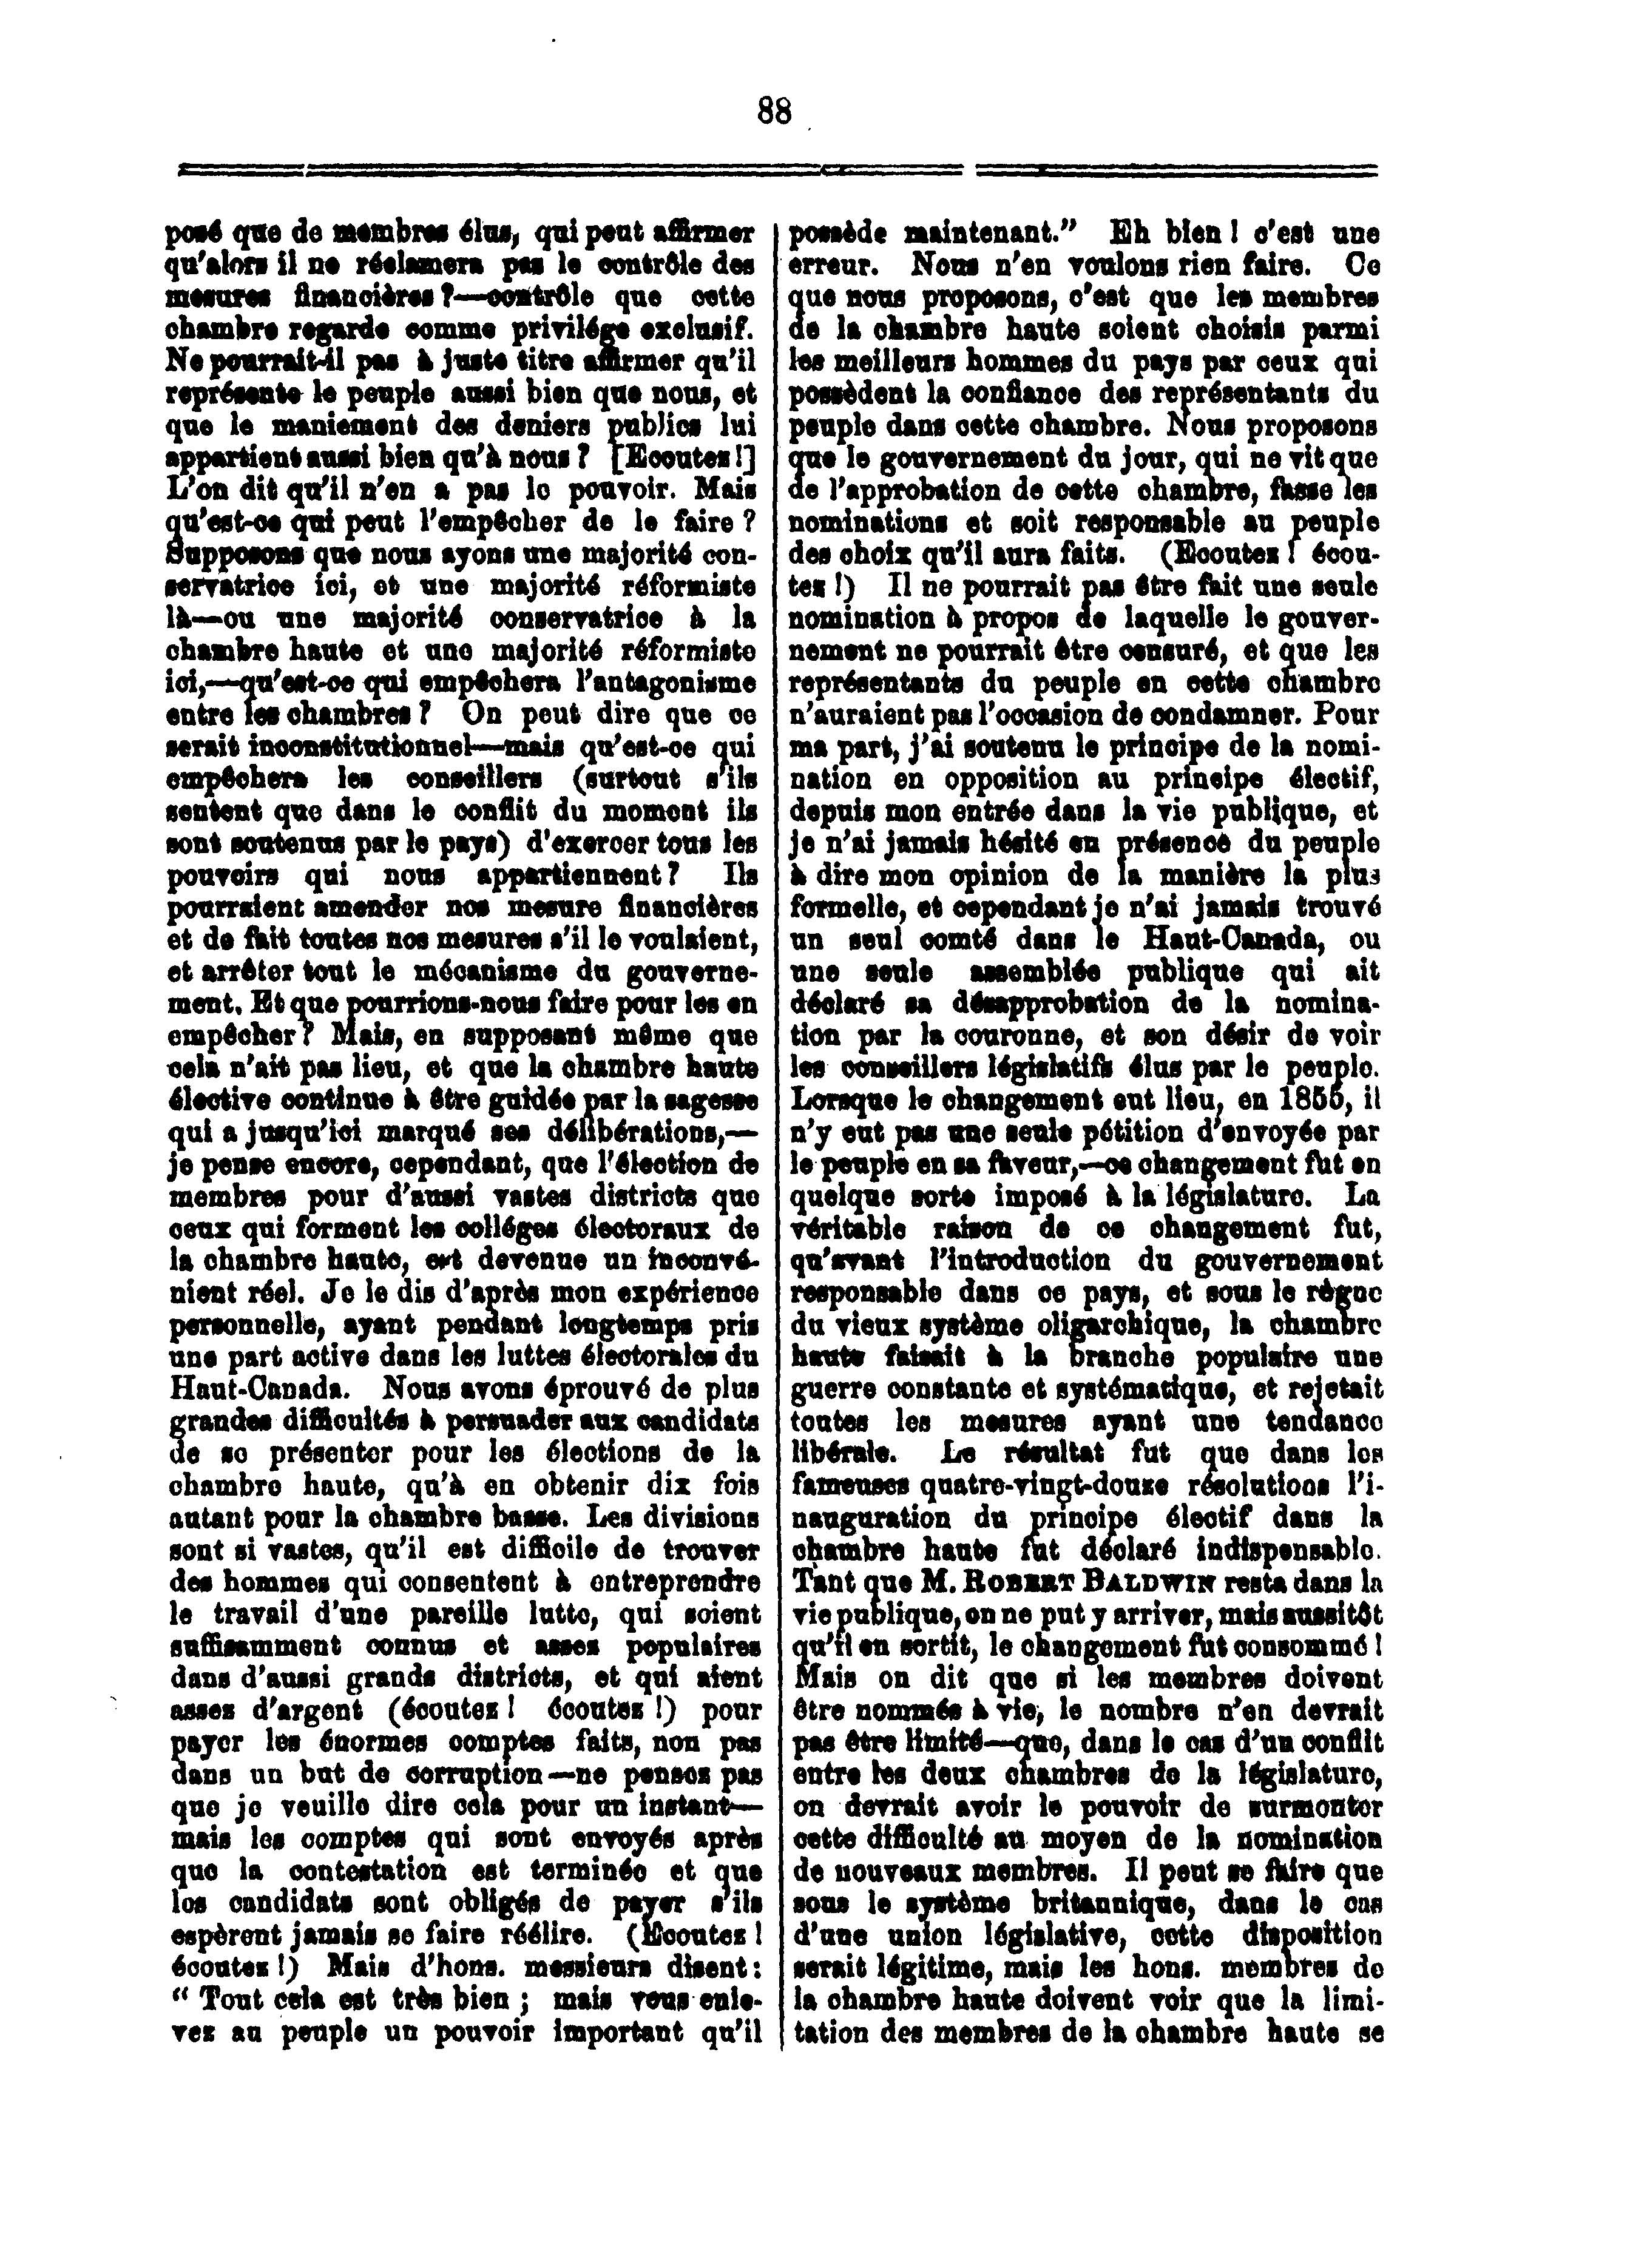 88
posé que de membres élus, qui peut affirmer
qu'alors il ne réclamera pas le contrôle des
mesures financières?—contrôle que cette
chambre regarde comme privilége exclusif.
Ne pourrait-il pas à juste titre affirmer qu'il
représente le peuple aussi bien que nous, et
que le maniement des deniers publics lui
appartient aussi bien qu'à nous? [Ecoutez!]
L'on dit qu'il n'en a pas le pouvoir. Mais
qu'est-ce qui peut l'empêcher de le faire?
Supposons que nous ayons une majorité con-
servatrice ici, et une majorité réformiste
là—ou une majorité conservatrice à la
chambre haute et une majorité réformiste
ici,—qu'est-ce qui empêchera l'antagonisme
entre les chambres? On peut dire que ce
serait inconstitutionnel—mais qu'est-ce qui
empêchera les conseillers (surtout s'ils
sentent que dans le conflit du moment ils
sont soutenus par le pays) d'exercer tous les
pouvoirs qui nous appartiennent? Ils
pourraient amender nos mesure financières
et de fait toutes nos mesures s'il le voulaient,
et arrêter tout le mécanisme du gouverne-
ment. Et que pourrions-nous faire pour les en
empêcher? Mais, en supposant même que
cela n'ait pas lieu, et que la chambre haute
élective continue à être guidée par la sagesse
qui a jusqu'ici marqué ses délibérations,—
je pense encore, cependant, que l'élection de
membres pour d'aussi vastes districts que
ceux qui forment les colléges électoraux de
la chambre haute, est devenue un inconvé-
nient réel. Je le dis d'après mon expérience
personnelle, ayant pendant longtemps pris
une part active dans les luttes électorales du
Haut-Canada. Nous avons éprouvé de plus
grandes difficultés à persuader aux candidats
de se présenter pour les élections de la
chambre haute, qu'à en obtenir dix fois
autant pour la chambre basse. Les divisions
sont si vastes, qu'il est difficile de trouver
des hommes qui consentent à entreprendre
le travail d'une pareille lutte, qui soient
suffisamment connus et assez populaires
dans d'aussi grands districts, et qui aient
assez d'argent (écoutez! écoutez!) pour
payer les énormes comptes faits, non pas
dans un but de corruption—ne pensez pas
que je veuille dire cela pour un instant—
mais les comptes qui sont envoyés après
que la contestation est terminée et que
les candidats sont obligés de payer s'ils
espèrent jamais se faire réélire. (Ecoutez!
écoutez!) Mais d'hons. messieurs disent:
“ Tout cela est très bien; mais vous enle-
vez au peuple un pouvoir important qu'il
possède maintenant.” Eh bien! c'est une
erreur. Nous n'en voulons rien faire. Ce
que nous proposons, c'est que les membres
de la chambre haute soient choisis parmi
les meilleurs hommes du pays par ceux qui
possèdent la confiance des représentants du
peuple dans cette chambre. Nous proposons
que le gouvernement du jour, qui ne vit que
de l'approbation de cette chambre, fasse les
nominations et soit responsable au peuple
des choix qu'il aura faits. (Ecoutez! écou-
tez!) Il ne pourrait pas être fait une seule
nomination à propos de laquelle le gouver-
nement ne pourrait être censuré, et que les
représentants du peuple en cette chambre
n'auraient pas l'occasion de condamner. Pour
ma part, j'ai soutenu le principe de la nomi-
nation en opposition au principe électif,
depuis mon entrée dans la vie publique, et
je n'ai jamais hésité en présence du peuple
à dire mon opinion de la manière la plus
formelle, et cependant je n'ai jamais trouvé
un seul comté dans le Haut-Canada, ou
une seule assemblée publique qui ait
déclaré sa désapprobation de la nomina-
tion par la couronne, et son désir de voir
les conseillers législatifs élus par le peuple.
Lorsque le changement eut lieu, en 1855, il
n'y eut pas une seule pétition d'envoyée par
le peuple en sa faveur,—ce changement fut en
quelque sorte imposé à la législature. La
véritable raison de ce changement fut,
qu'avant l'introduction du gouvernement
responsable dans ce pays, et sous le règne
du vieux système oligarchique, la chambre
haute faisait à la branche populaire une
guerre constante et systématique, et rejetait
toutes les mesures ayant une tendance
libérale. Le résultat fut que dans les
fameuses quatre-vingt-douze résolutions l'i-
nauguration du principe électif dans la
chambre haute fut déclaré indispensable.
Tant que M. ROBERT BALDWIN resta dans la
vie publique, on ne put y arriver, mais aussitôt
qu'il en sortit, le changement fut consommé!
Mais on dit que si les membres doivent
être nommés à vie, le nombre n'en devrait
pas être limité—que, dans le cas d'un conflit
entre les deux chambres de la législature,
on devrait avoir le pouvoir de surmonter
cette difficulté au moyen de la nomination
de nouveaux membres. Il peut se faire que
sous le système britannique, dans le cas
d'une union législative, cette disposition
serait légitime, mais les hons. membres de
la chambre haute doivent voir que la limi-
tation des membres de la chambre haute se